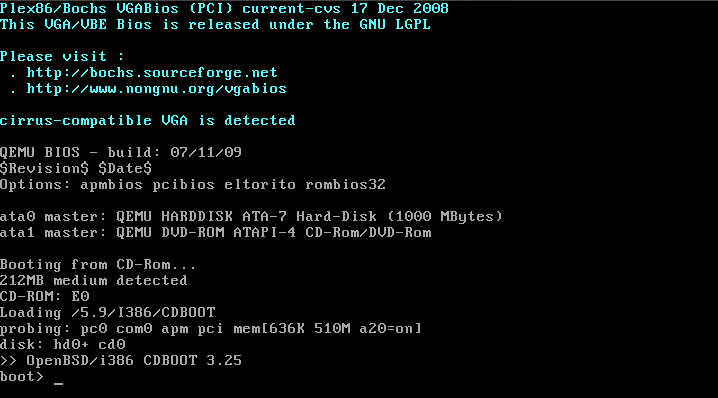 Plex86/Bochs VGABios (PCI) current-cvs 17 Dec 2008
This VGA/VBE Bios is released under the GNU LGPL
Please visit :
. http://bochs.sourceforge.net
. http://www.nongnu.org/vgabios
cirrus-compatible VGA is detected
QEMU BIOS - build: 07/11/09
$Revision$ $Date$
Options: apmbios pcibios eltorito rombios32
ata0 master: QEMU HARDDISK ATA-7 Hard-Disk (1000 MBytes)
ata1 master: QEMU DVD-ROM ATAPI-4 CD-Rom/DVD-Rom
Booting from CD-Rom...
212MB medium detected
CD-ROM: E0
Loading /5.9/I386/CDBOOT
probing: pc0 com0 apm pci mem[636K 510M a20=on]
disk: hd0+ cd0
>> OpenBSD/i386 CDBOOT 3.25
boot> _